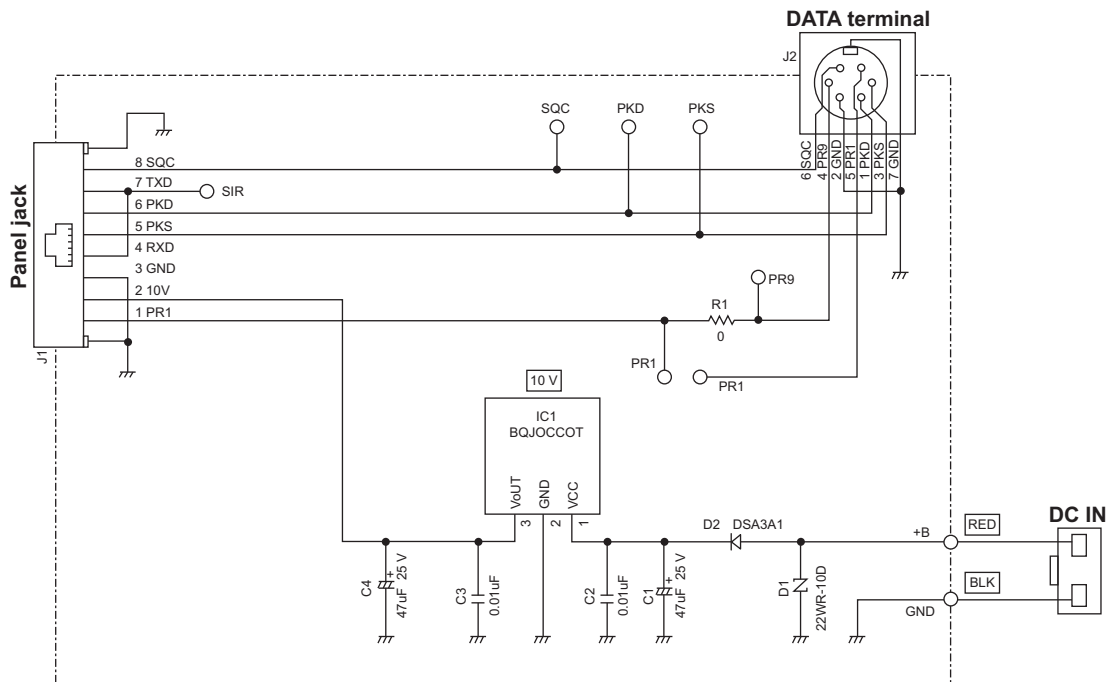 DATA terminal
J2
SQC
PKD
PKS
6 SQC
4 PR9
2 GND
5 PR1
1 PKD
3 PKS
7 GND
Panel jack
J1
8 SQC
7 TXD
SIR
6 PKD
5 PKS
4 RXD
3 GND
2 10V
1 PR1
R1
0
PR9
PR1
PR1
10 V
IC1
BQJOCCOT
VoUT
GND
VCC
3
2
1
C4
+
47uF 25 V
C3
0.01uF
C2
0.01uF
C1
+
47uF 25 V
D2 DSA3A1
D1
22WR-10D
+B
RED
DC IN
GND
BLK